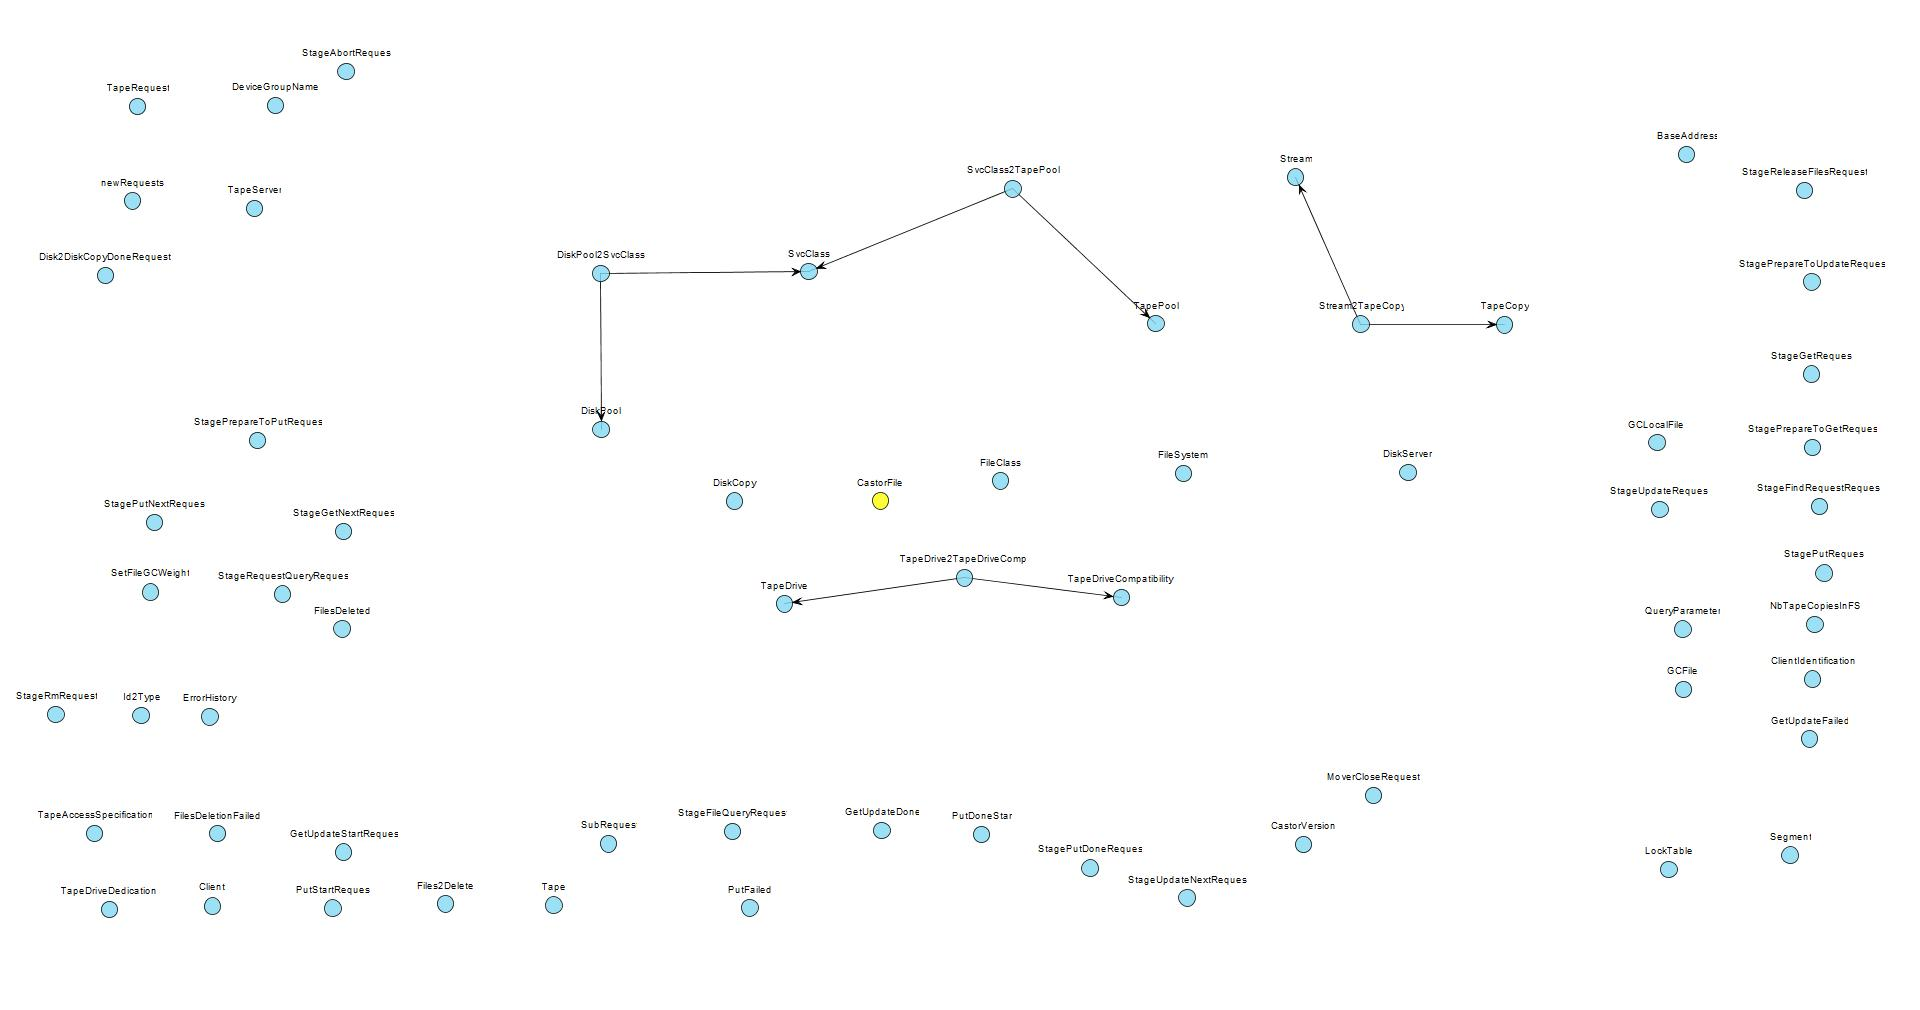 StageAbortReques
TapeRequest
DeviceGroupName
BaseAddress
Stream
SvcClass2TapePool
StageReleaseFilesRequest
newRequests
TapeServer
DiskPool2SvcClass
SvcClass
Disk2DiskCopyDoneRequest
StagePrepareToUpdateReques
TapePool
Stream2TapeCopy
TapeCopy
StageGetReques
DiskPool
StagePrepareToPutReques
GCLocalFile
StagePrepareToGetReques
FileClass
FileSystem
DiskServer
DiskCopy
CastorFile
StageUpdateReques
StageFindRequestReques
StagePutNextReques
StageGetNextReques
StagePutReques
TapeDrive2TapeDriveComp
SetFileGCWeight
StageRequestQueryReques
TapeDrive
TapeDriveCompatibility
FilesDeleted
QueryParameter
NbTapeCopiesInFS
GCFile
ClientIdentification
StageRmRequest
Id2Type
ErrorHistory
GetUpdateFailed
MoverCloseRequest
TapeAccessSpecification
FilesDeletionFailed
GetUpdateStartReques
SubReques
StageFileQueryReques
GetUpdateDone
PutDoneStar
StagePutDoneReques
CastorVersion
LockTable
Segment
TapeDriveDedication
Client
PutStartReques
Files2Delete
Tape
PutFailed
StageUpdateNextReques